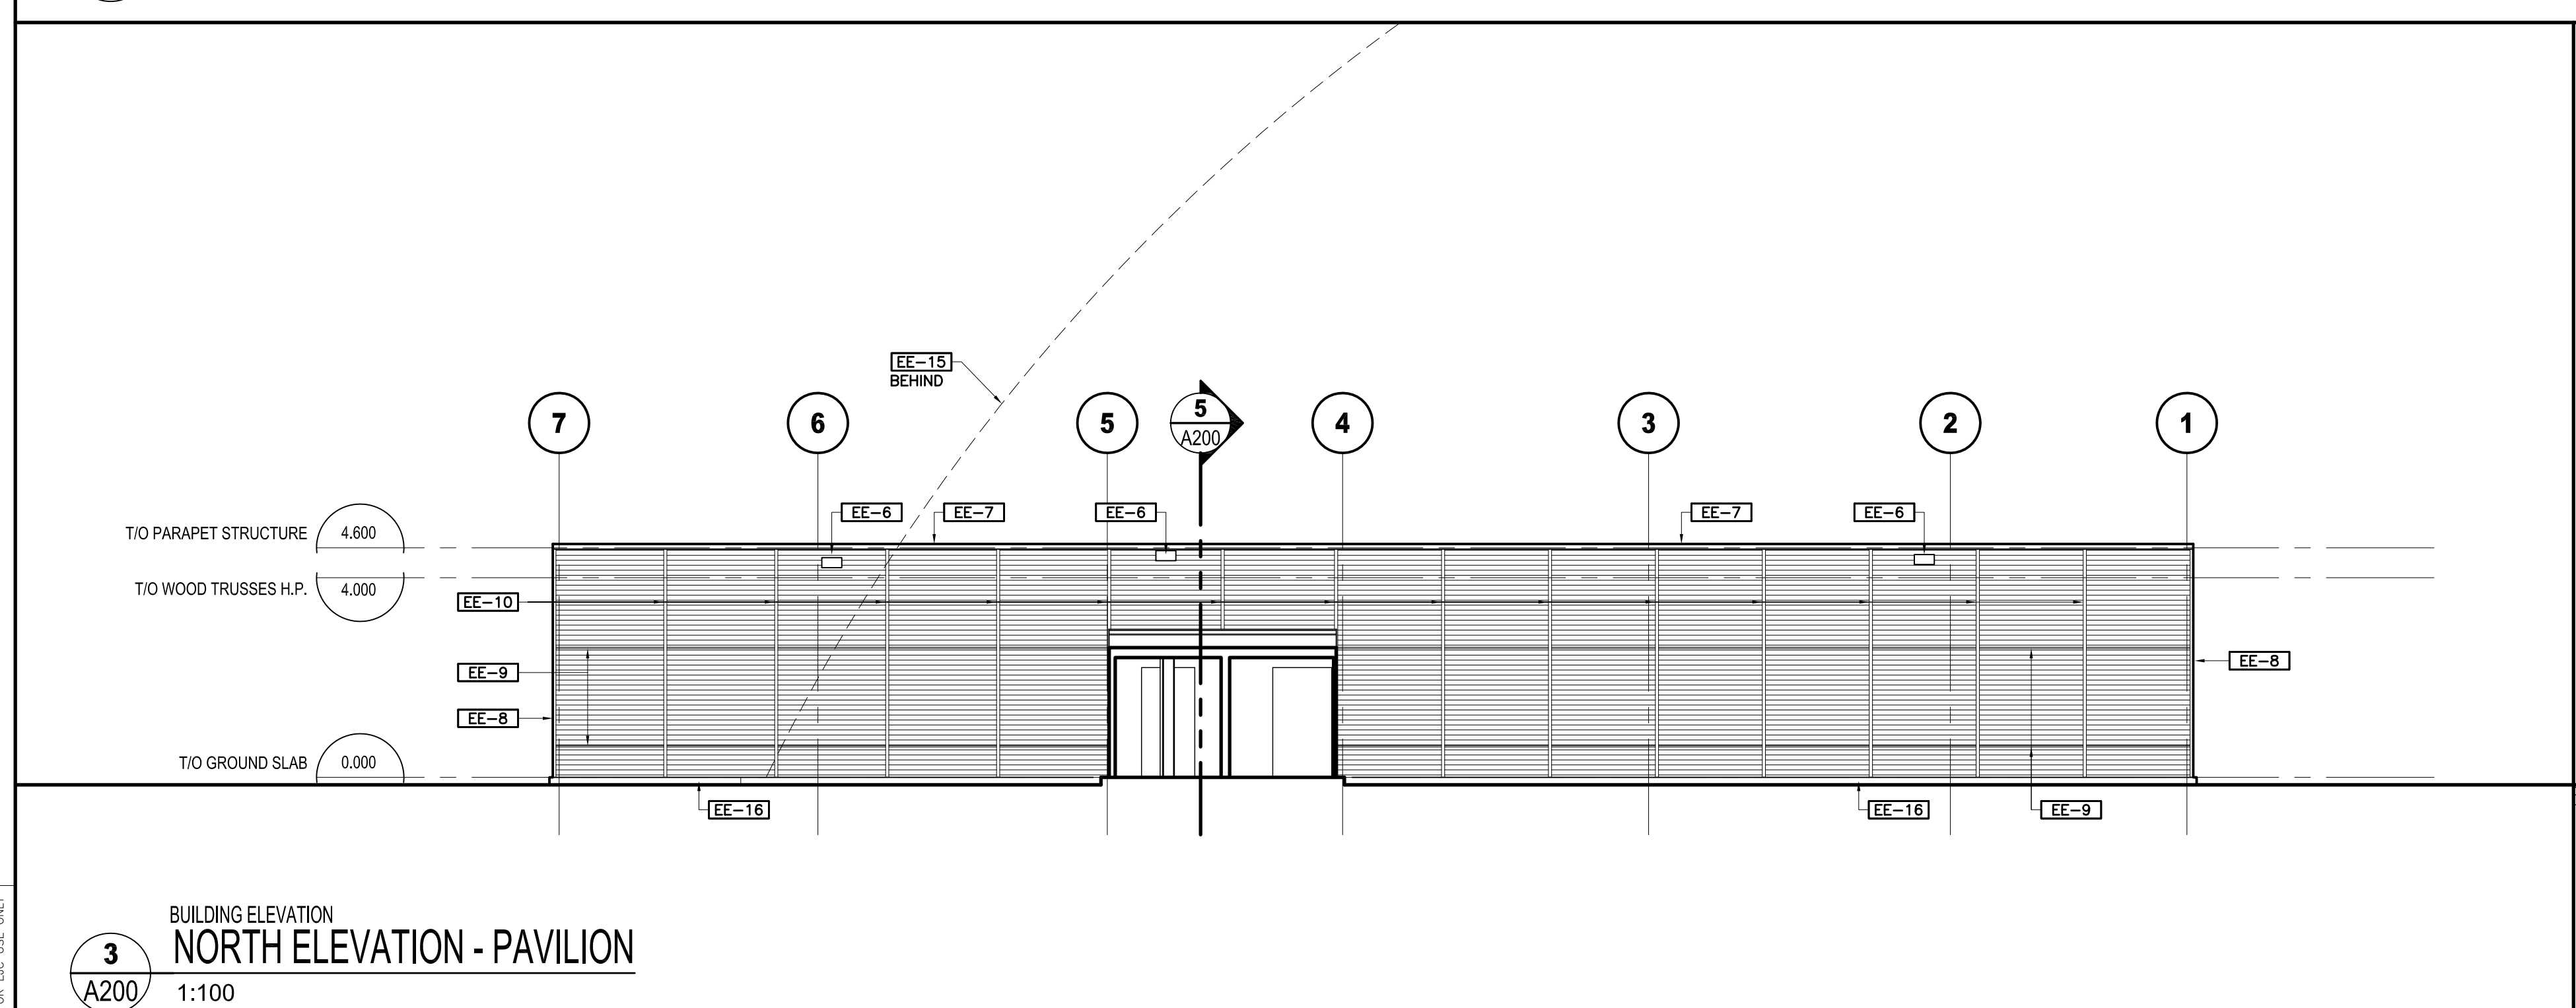 EE-15
BEHIND
7
6
5
5
A200
4
3
2
1
EE-6
EE-7
EE-6
EE-7
EE-6
T/O PARAPET STRUCTURE 4.600
T/O WOOD TRUSSES H.P. 4.000
EE-10
EE-9
EE-8
EE-8
T/O GROUND SLAB 0.000
EE-16
EE-16
EE-9
BUILDING ELEVATION
3
NORTH ELEVATION - PAVILION
A200
1:100
USE ONLY